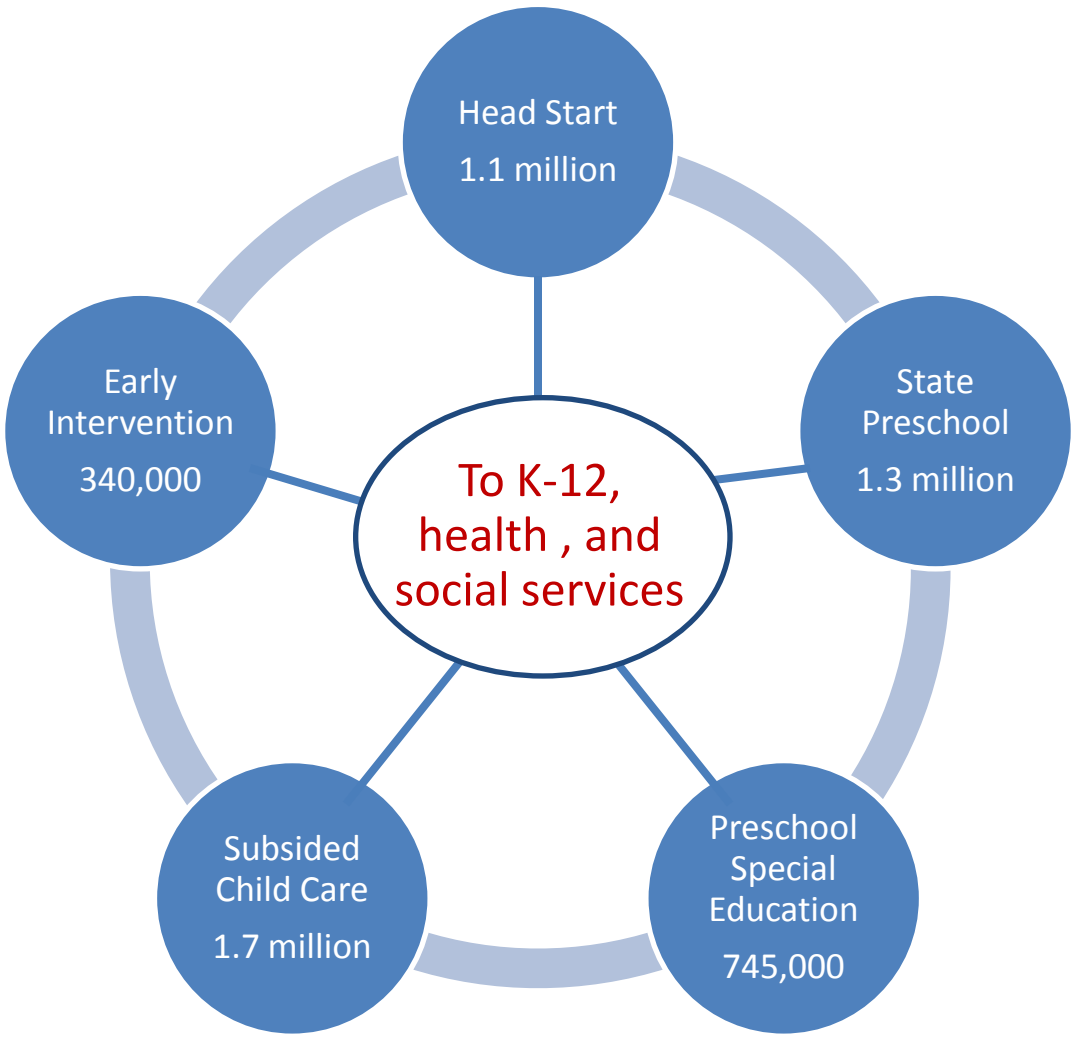 Head Start
1.1 million
State
Preschool
1.3 million
Preschool
Special
Education
745,000
Subsided
Child Care
1.7 million
Early
Intervention
340,000
To K-12,
health , and
social services